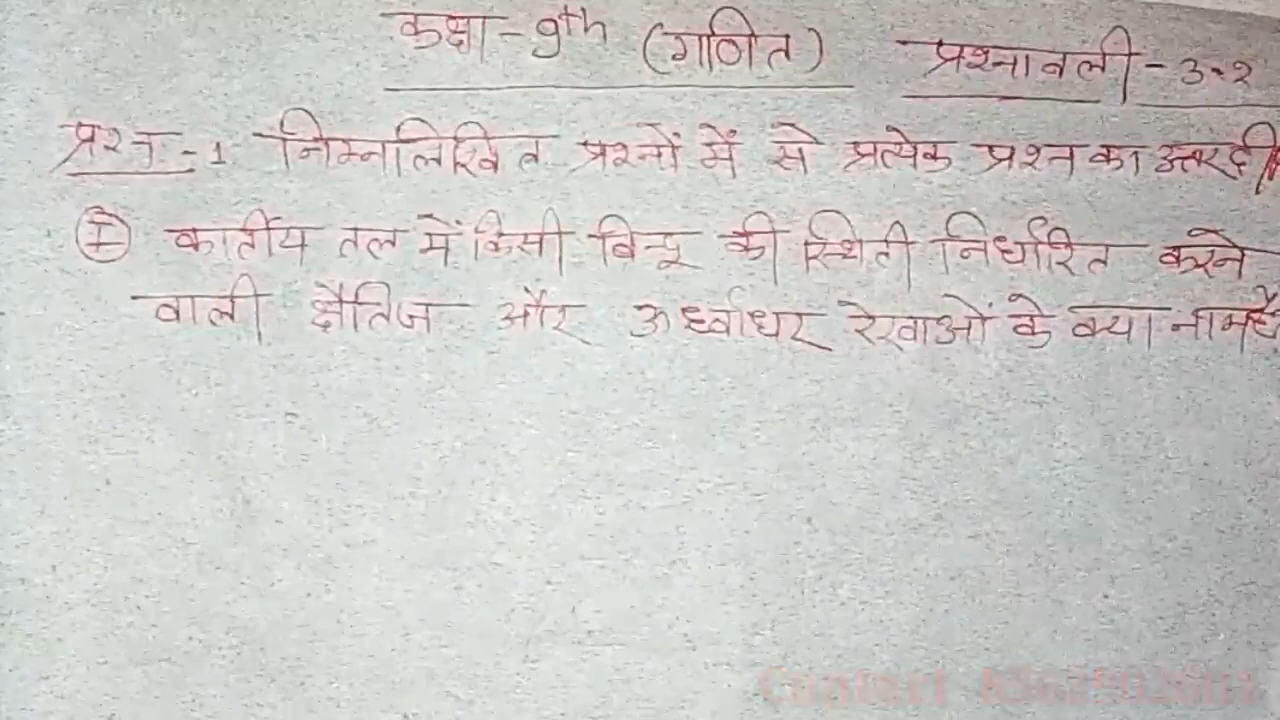 कक्षा - 9th (गणित) प्रश्नावली - 3.2
प्रश्न - 1 निम्नलिखित प्रश्नों में से प्रत्येक प्रश्न का उत्तर दी
I कार्तीय तल में किसी बिन्दू की स्थिती निर्धारित करने
वाली क्षैतिज और ऊर्ध्वाधर रेखाओं के क्या नाम है
Contact